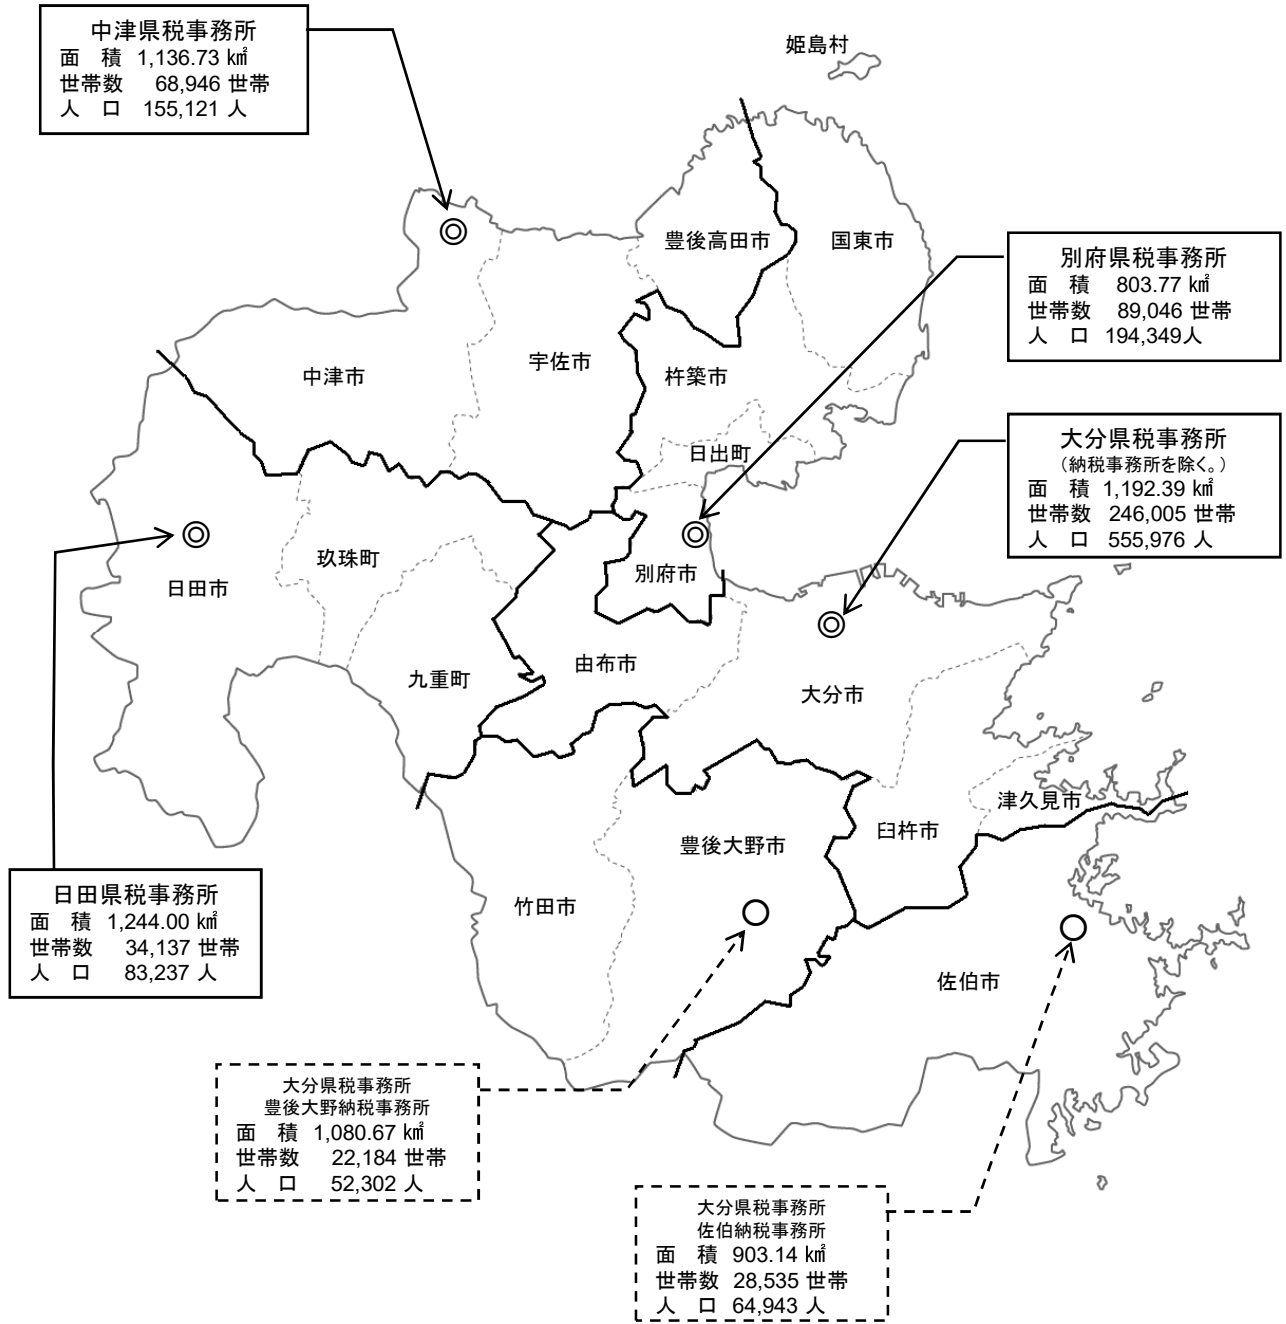 中津県税事務所
面　積 1,136.73 ㎢
世帯数 68,946 世帯
人　口 155,121 人
姫島村
豊後高田市
国東市
別府県税事務所
面　積 803.77 ㎢
世帯数 89,046 世帯
人　口 194,349人
中津市
宇佐市
杵築市
日出町
大分県税事務所
（納税事務所を除く。）
面　積 1,192.39 ㎢
世帯数 246,005 世帯
人　口 555,976 人
玖珠町
日田市
別府市
九重町
由布市
大分市
津久見市
臼杵市
豊後大野市
竹田市
佐伯市
日田県税事務所
面　積 1,244.00 ㎢
世帯数 34,137 世帯
人　口 83,237 人
大分県税事務所
豊後大野納税事務所
面　積 1,080.67 ㎢
世帯数 22,184 世帯
人　口 52,302 人
大分県税事務所
佐伯納税事務所
面　積 903.14 ㎢
世帯数 28,535 世帯
人　口 64,943 人